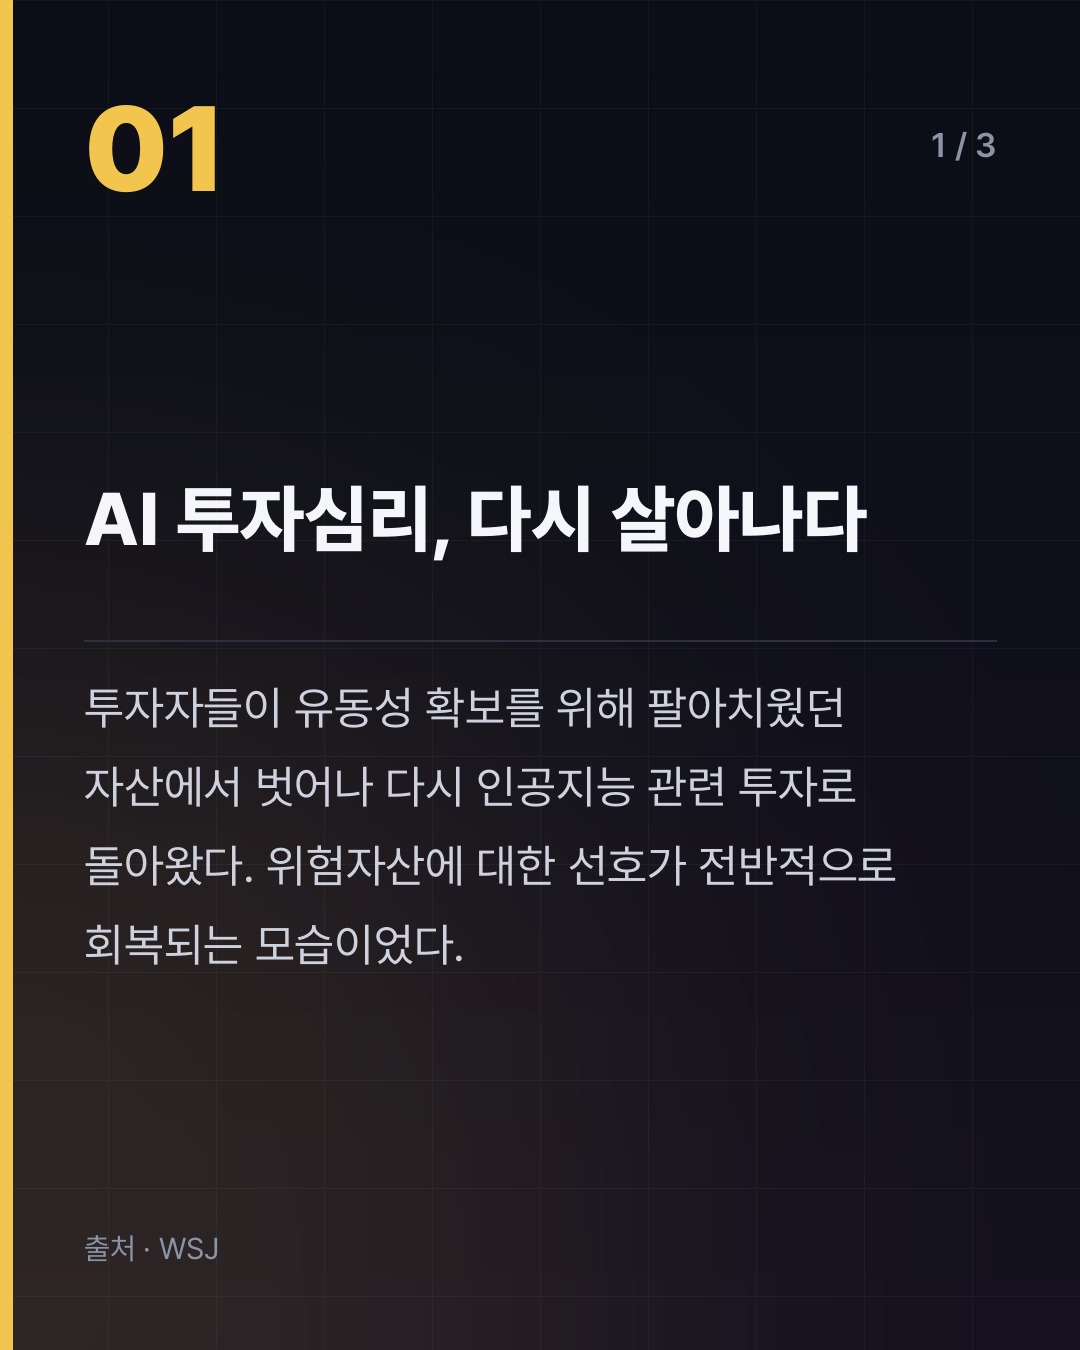 01
1 / 3
AI 투자심리, 다시 살아나다
투자자들이 유동성 확보를 위해 팔아치웠던
자산에서 벗어나 다시 인공지능 관련 투자로
돌아왔다. 위험자산에 대한 선호가 전반적으로
회복되는 모습이었다.
출처 · WSJ